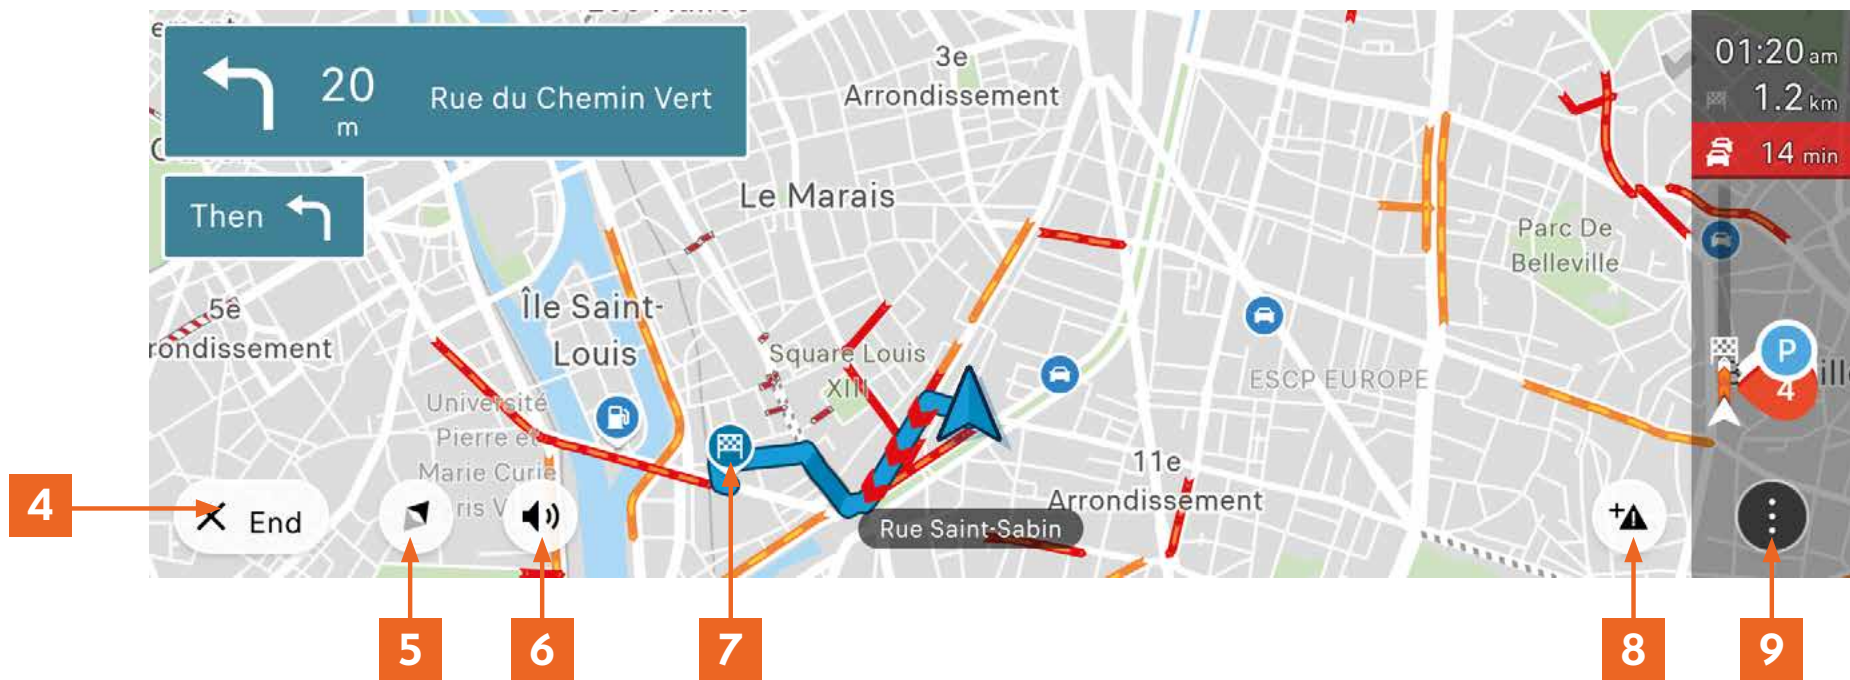 20
m
Rue du Chemin Vert
Then
3e
Arrondissement
01:20 am
1.2 km
14 min
Le Marais
Parc De
Belleville
5e
rondissement
Île Saint-
Louis
Square Louis
XIII
ESCP EUROPE
P
4
Université
Pierre et
Marie Curie
aris V
11e
Arrondissement
Rue Saint-Sabin
End
4
5
6
7
8
9